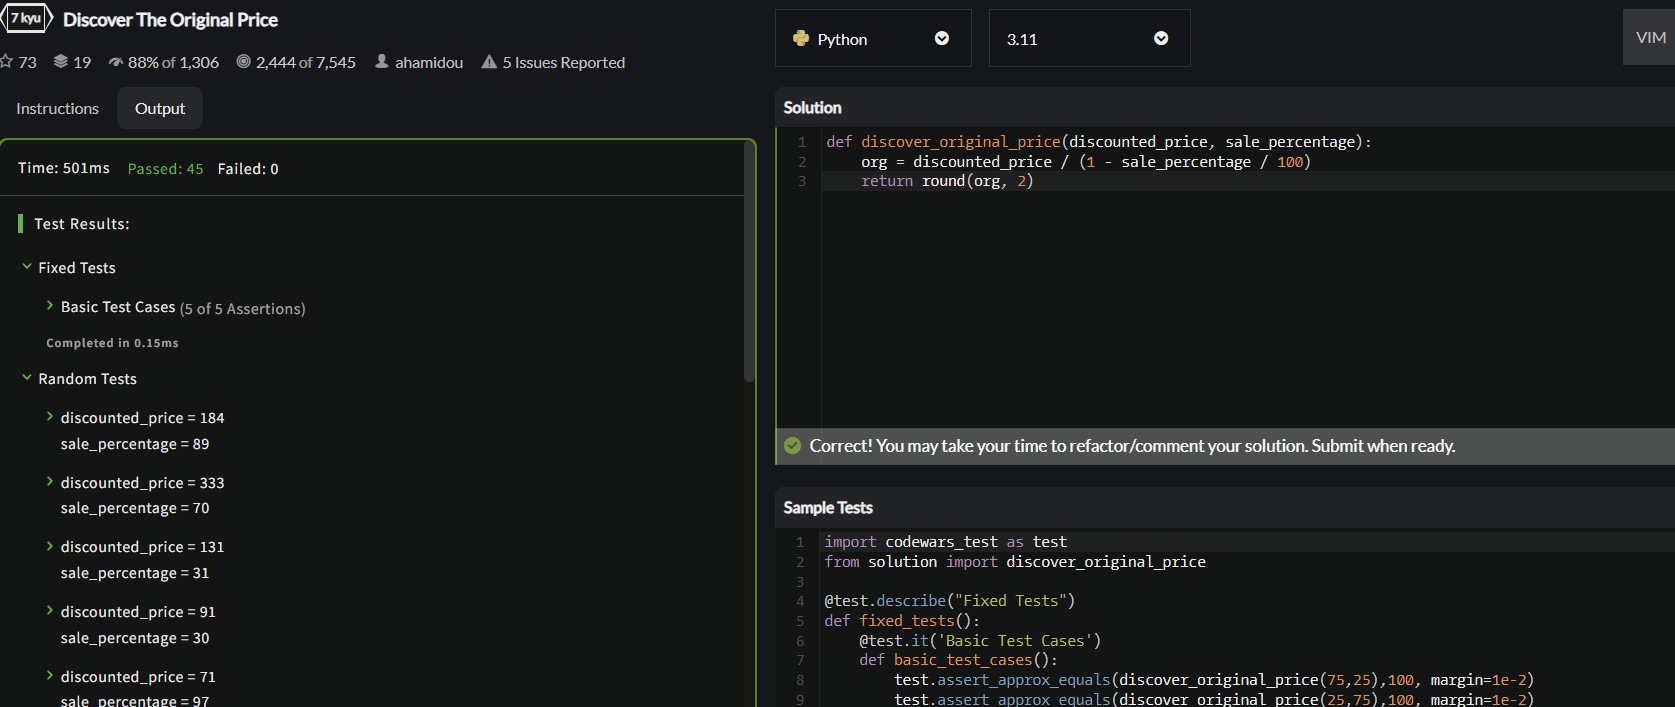 7 kyu Discover The Original Price
73 19 88% of 1,306 2,444 of 7,545 ahamidou 5 Issues Reported
Instructions Output
Time: 501ms Passed: 45 Failed: 0
Test Results:
Fixed Tests
Basic Test Cases (5 of 5 Assertions)
Completed in 0.15ms
Random Tests
discounted_price = 184
sale_percentage = 89
discounted_price = 333
sale_percentage = 70
discounted_price = 131
sale_percentage = 31
discounted_price = 91
sale_percentage = 30
discounted_price = 71
sale_percentage = 97
Python 3.11 VIM
Solution
1 def discover_original_price(discounted_price, sale_percentage):
2 org = discounted_price / (1 - sale_percentage / 100)
3 return round(org, 2)
Correct! You may take your time to refactor/comment your solution. Submit when ready.
Sample Tests
1 import codewars_test as test
2 from solution import discover_original_price
3
4 @test.describe("Fixed Tests")
5 def fixed_tests():
6 @test.it('Basic Test Cases')
7 def basic_test_cases():
8 test.assert_approx_equals(discover_original_price(75,25),100, margin=1e-2)
9 test.assert_approx_equals(discover_original_price(25,75),100, margin=1e-2)